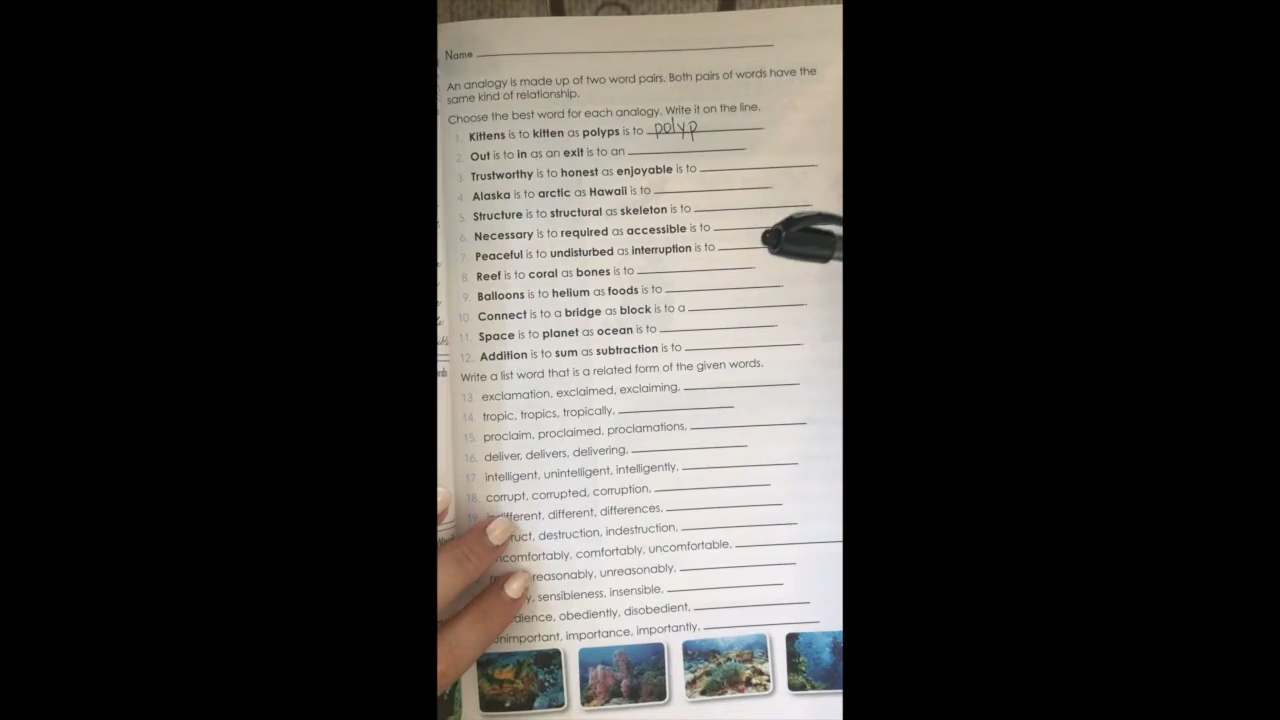 Name
An analogy is made up of two word pairs. Both pairs of words have the
same kind of relationship.
Choose the best word for each analogy. Write it on the line.
1. Kittens is to kitten as polyps is to polyp
2. Out is to in as an exit is to an
3. Trustworthy is to honest as enjoyable is to
4. Alaska is to arctic as Hawaii is to
5. Structure is to structural as skeleton is to
6. Necessary is to required as accessible is to
7. Peaceful is to undisturbed as interruption is to
8. Reef is to coral as bones is to
9. Balloons is to helium as foods is to
10. Connect is to a bridge as block is to a
11. Space is to planet as ocean is to
12. Addition is to sum as subtraction is to
Write a list word that is a related form of the given words.
13. exclamation, exclaimed, exclaiming,
14. tropic, tropics, tropically,
15. proclaim, proclaimed, proclamations,
16. deliver, delivers, delivering,
17. intelligent, unintelligent, intelligently,
18. corrupt, corrupted, corruption,
19. indifferent, different, differences,
destruction, indestruction,
comfortably, uncomfortable,
reasonably, unreasonably,
sensibleness, insensible,
obediently, disobedient,
unimportant, importance, importantly,